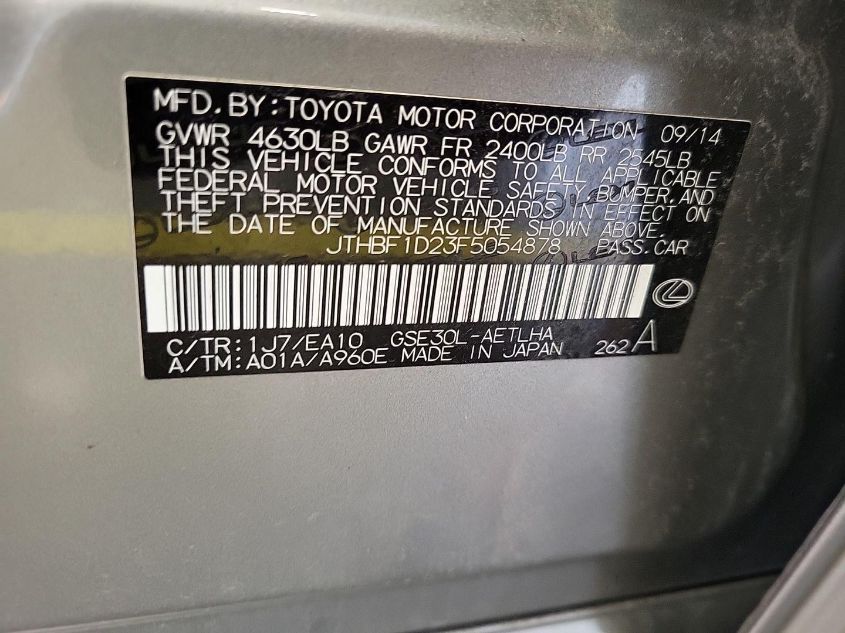 MFD. BY: TOYOTA MOTOR CORPORATION 09/14
GVWR 4630LB GAWR FR 2400LB RR 2545LB
THIS VEHICLE CONFORMS TO ALL APPLICABLE
FEDERAL MOTOR VEHICLE SAFETY, BUMPER, AND
THEFT PREVENTION STANDARDS IN EFFECT ON
THE DATE OF MANUFACTURE SHOWN ABOVE.
JTHBF1D23F5054878 PASS. CAR
C/TR: 1J7/EA10 GSE30L-AETLHA
A/TM: A01A/A960E MADE IN JAPAN 262 A